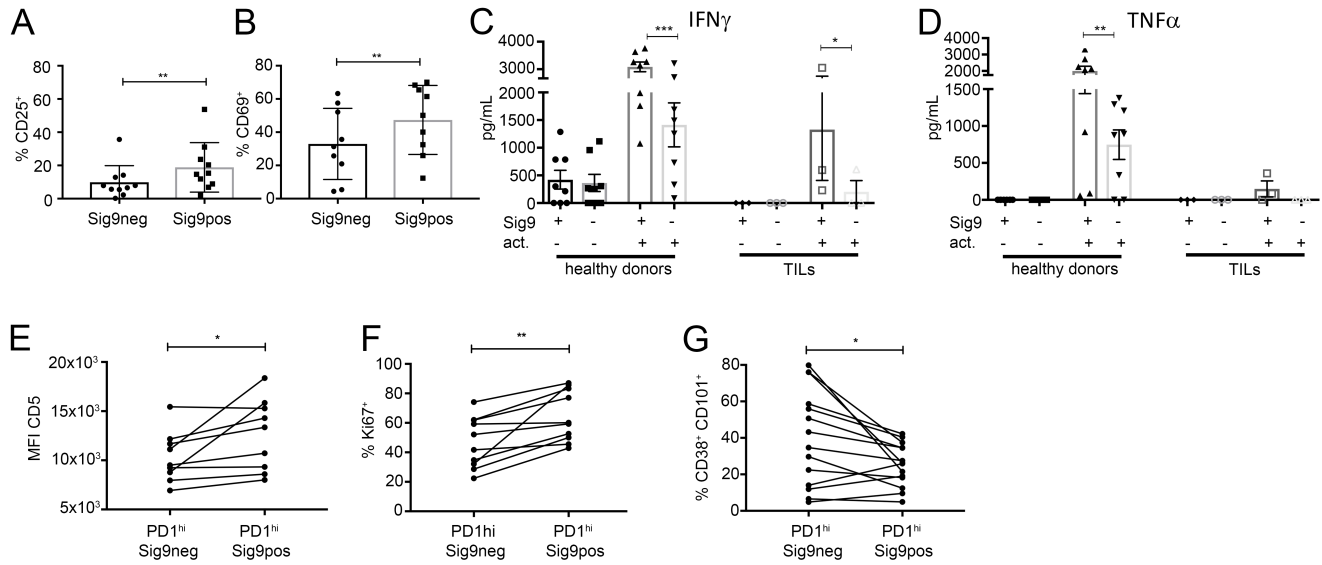 A
% CD25⁺
80
60
40
20
0
**
Sig9neg Sig9pos
B
% CD69⁺
80
60
40
20
0
**
Sig9neg Sig9pos
C
IFNγ
pg/mL
4000
3000
2000
1500
1000
500
0
***
*
Sig9 + - + - + - + -
act. - - + + - - + +
healthy donors TILs
D
TNFα
pg/mL
4000
3000
2000
1500
1000
500
0
**
Sig9 + - + - + - + -
act. - - + + - - + +
healthy donors TILs
E
MFI CD5
20x10³
15x10³
10x10³
5x10³
*
PD1ʰⁱ PD1ʰⁱ
Sig9neg Sig9pos
F
% Ki67⁺
100
80
60
40
20
0
**
PD1hi PD1ʰⁱ
Sig9neg Sig9pos
G
% CD38⁺ CD101⁺
80
60
40
20
0
*
PD1ʰⁱ PD1ʰⁱ
Sig9neg Sig9pos